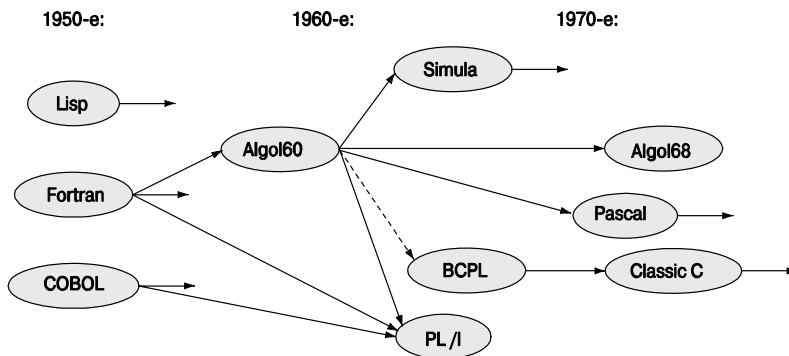 1950-e:
1960-e:
1970-e:
Simula
Lisp
Algol60
Algol68
Fortran
Pascal
COBOL
BCPL
Classic C
PL /I